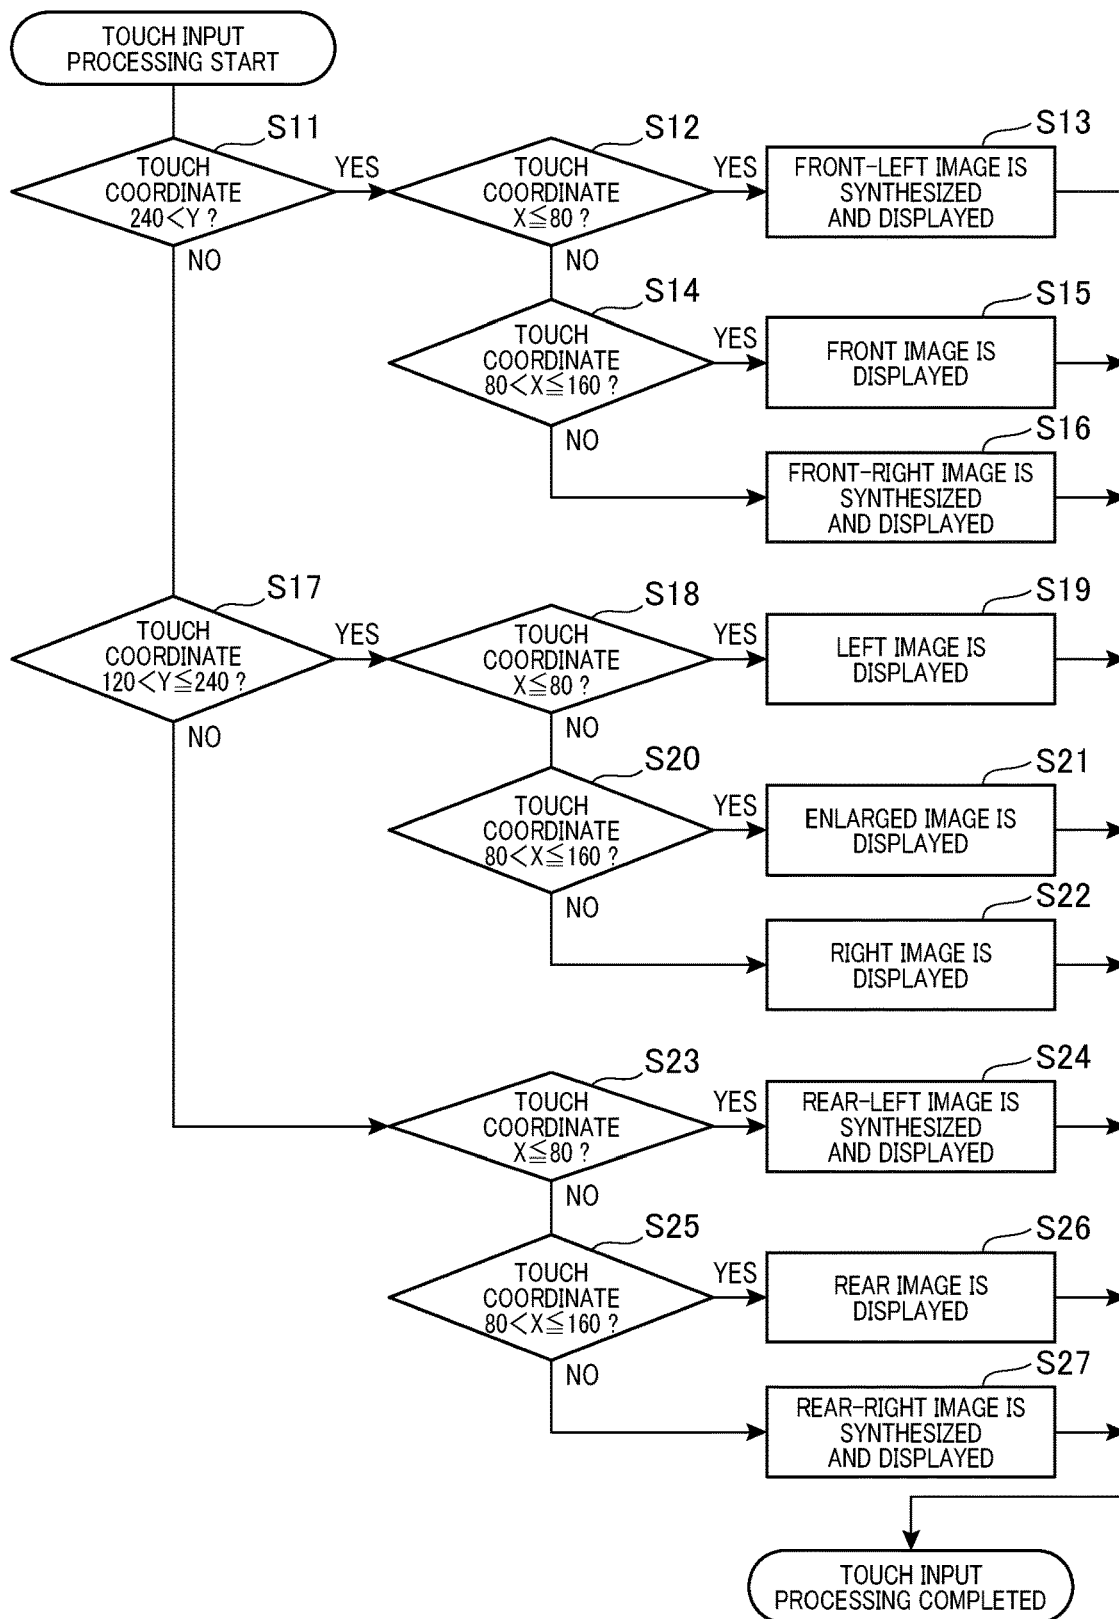 TOUCH INPUT
PROCESSING START
S11
TOUCH
COORDINATE
240<Y ?
YES
NO
S12
TOUCH
COORDINATE
X≦80 ?
YES
NO
S13
FRONT-LEFT IMAGE IS
SYNTHESIZED
AND DISPLAYED
S14
TOUCH
COORDINATE
80<X≦160 ?
YES
NO
S15
FRONT IMAGE IS
DISPLAYED
S16
FRONT-RIGHT IMAGE IS
SYNTHESIZED
AND DISPLAYED
S17
TOUCH
COORDINATE
120<Y≦240 ?
YES
NO
S18
TOUCH
COORDINATE
X≦80 ?
YES
NO
S19
LEFT IMAGE IS
DISPLAYED
S20
TOUCH
COORDINATE
80<X≦160 ?
YES
NO
S21
ENLARGED IMAGE IS
DISPLAYED
S22
RIGHT IMAGE IS
DISPLAYED
S23
TOUCH
COORDINATE
X≦80 ?
YES
NO
S24
REAR-LEFT IMAGE IS
SYNTHESIZED
AND DISPLAYED
S25
TOUCH
COORDINATE
80<X≦160 ?
YES
NO
S26
REAR IMAGE IS
DISPLAYED
S27
REAR-RIGHT IMAGE IS
SYNTHESIZED
AND DISPLAYED
TOUCH INPUT
PROCESSING COMPLETED